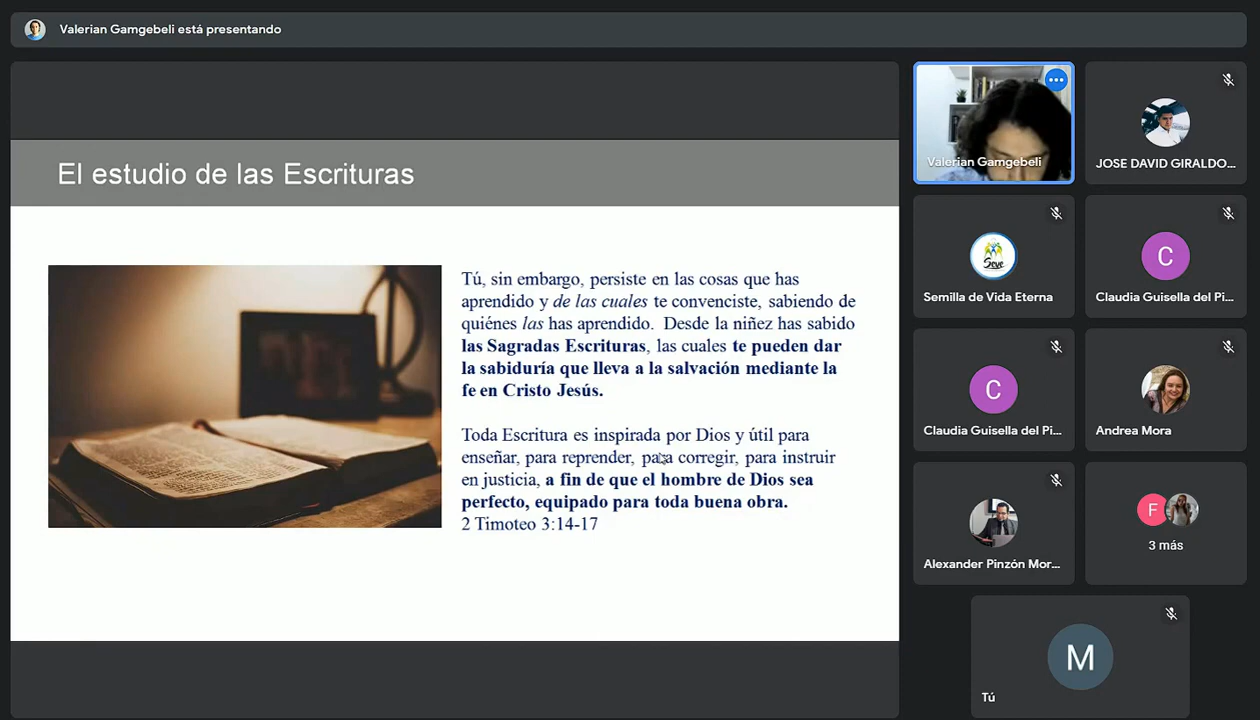 Valerian Gamgebeli está presentando
El estudio de las Escrituras
Tú, sin embargo, persiste en las cosas que has
aprendido y de las cuales te convenciste, sabiendo de
quiénes las has aprendido. Desde la niñez has sabido
las Sagradas Escrituras, las cuales te pueden dar
la sabiduría que lleva a la salvación mediante la
fe en Cristo Jesús.
Toda Escritura es inspirada por Dios y útil para
enseñar, para reprender, para corregir, para instruir
en justicia, a fin de que el hombre de Dios sea
perfecto, equipado para toda buena obra.
2 Timoteo 3:14-17
Valerian Gamgebeli
JOSE DAVID GIRALDO...
Seve
Semilla de Vida Eterna
C
Claudia Guisella del Pi...
C
Claudia Guisella del Pi...
Andrea Mora
Alexander Pinzón Mor...
F
3 más
M
Tú